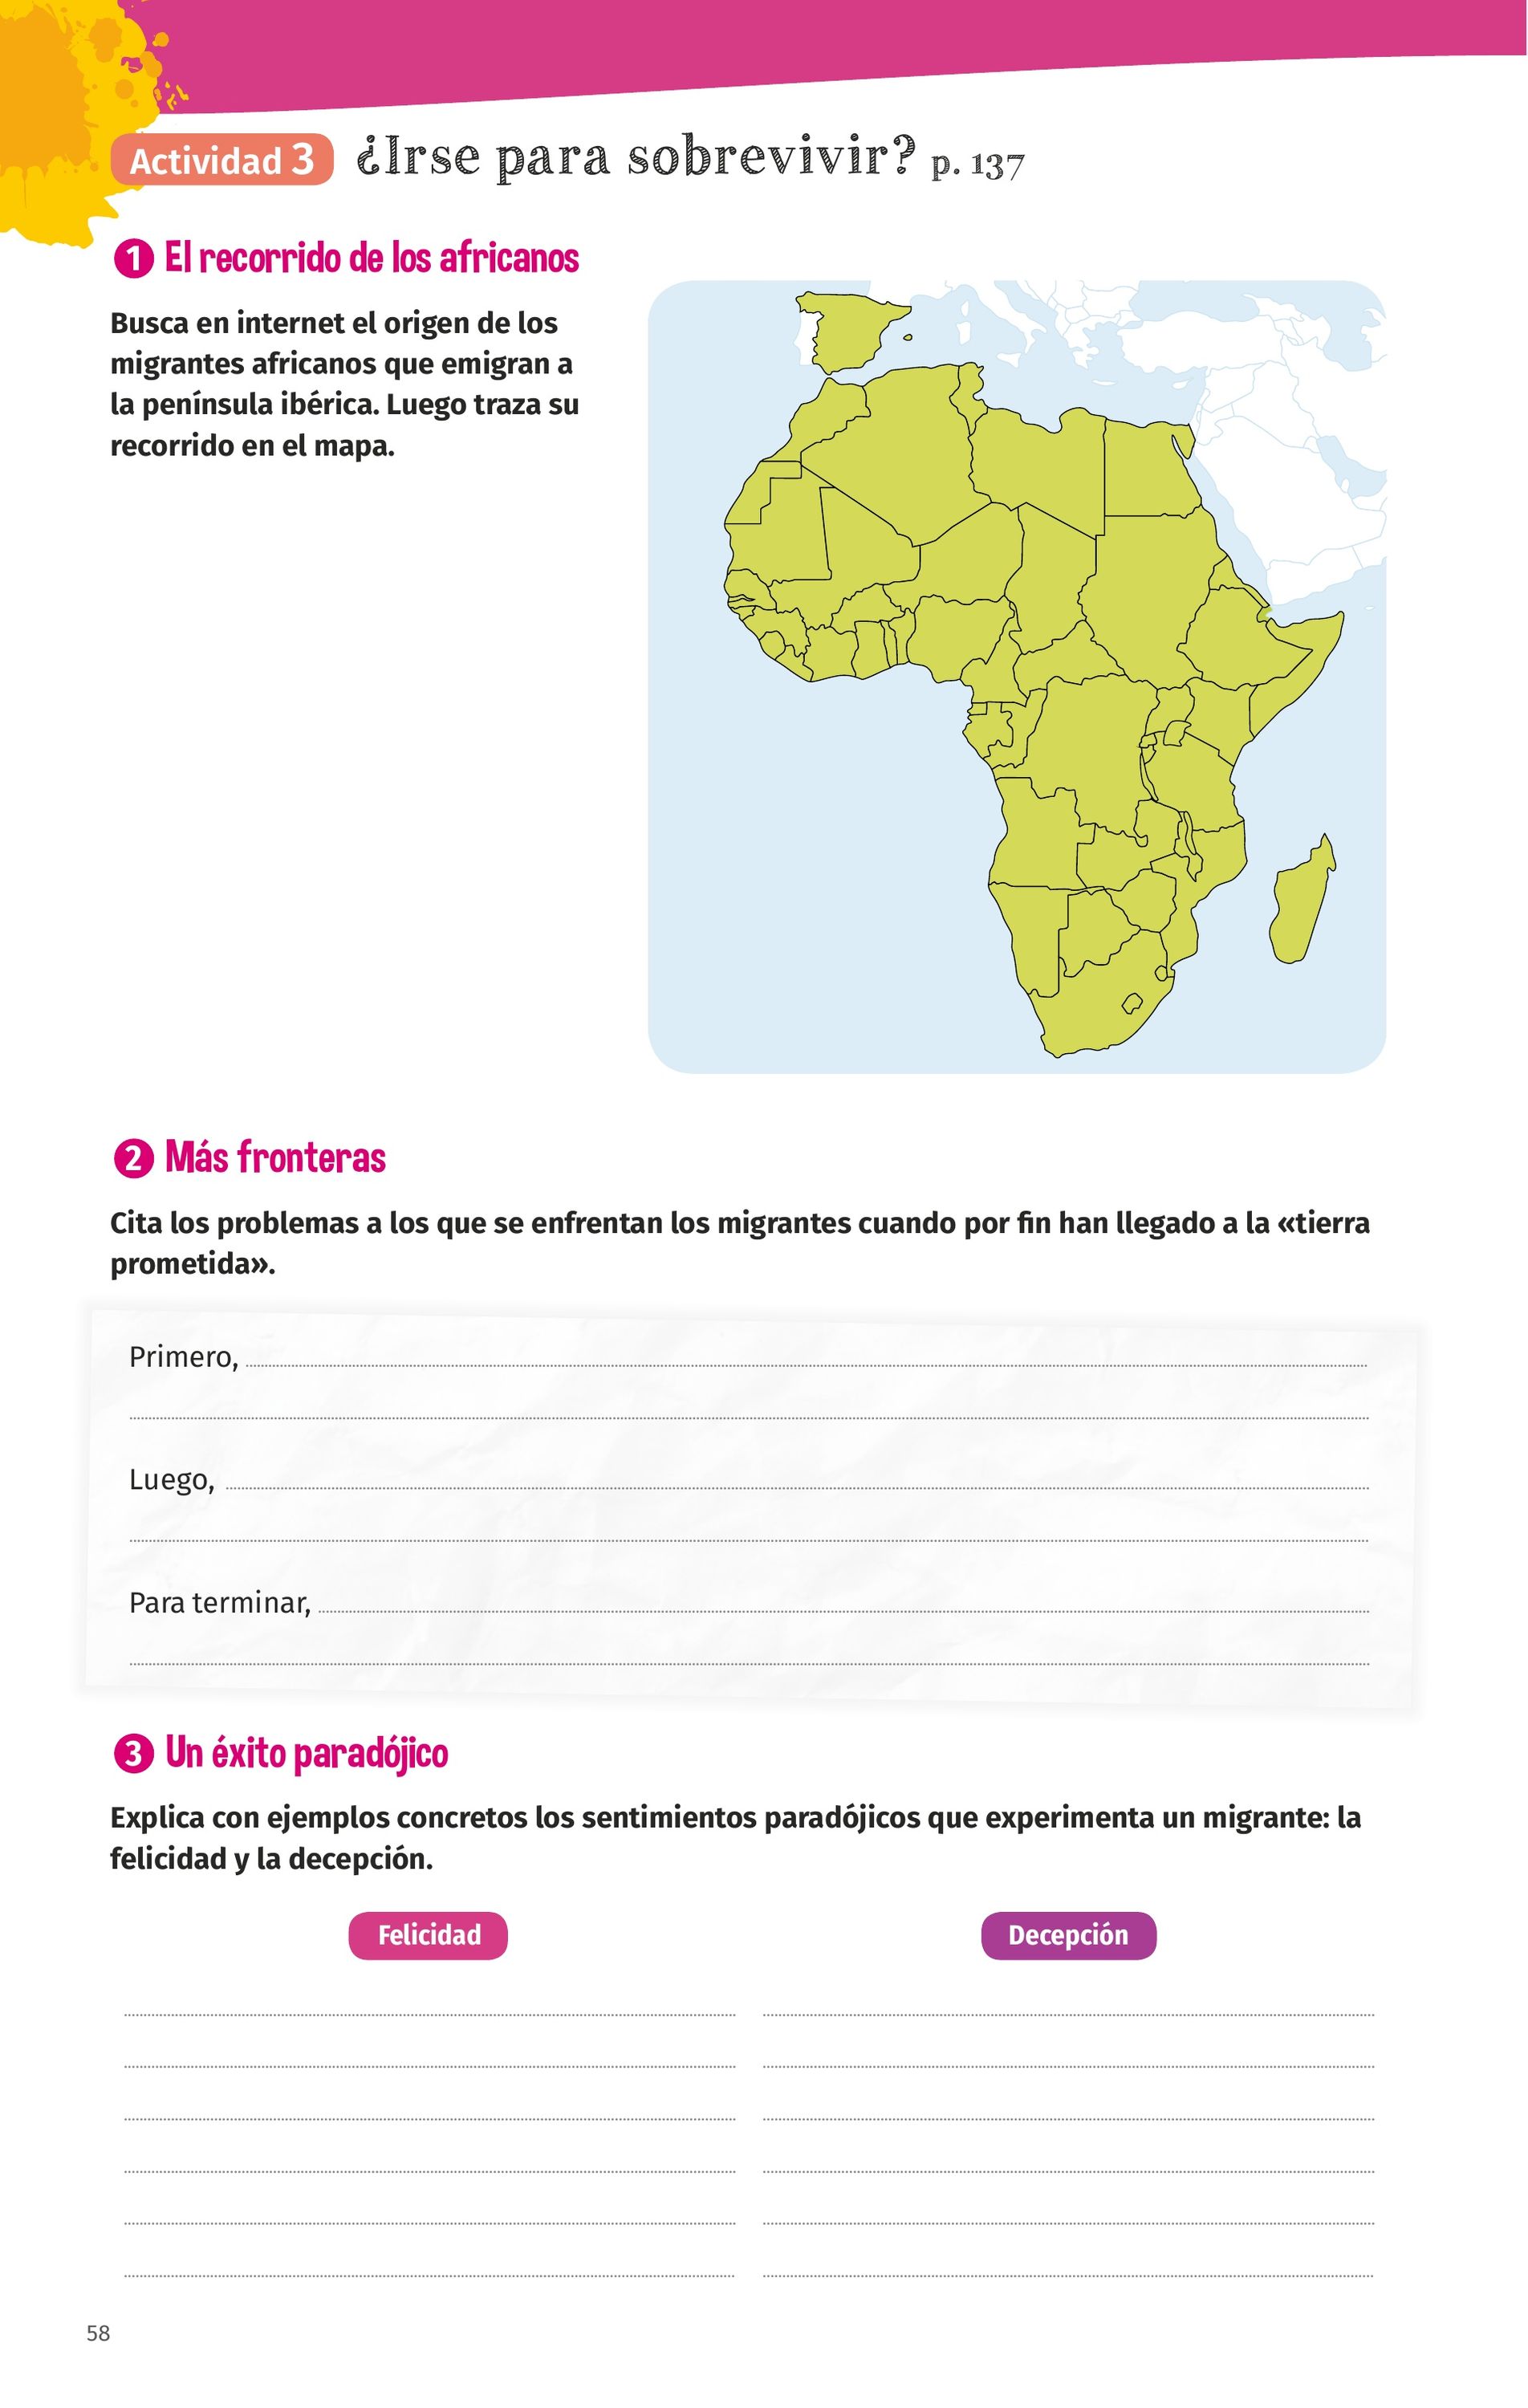 Actividad 3 ¿Irse para sobrevivir? p. 137
1 El recorrido de los africanos
Busca en internet el origen de los
migrantes africanos que emigran a
la península ibérica. Luego traza su
recorrido en el mapa.
2 Más fronteras
Cita los problemas a los que se enfrentan los migrantes cuando por fin han llegado a la «tierra
prometida».
Primero,
Luego,
Para terminar,
3 Un éxito paradójico
Explica con ejemplos concretos los sentimientos paradójicos que experimenta un migrante: la
felicidad y la decepción.
Felicidad
Decepción
58